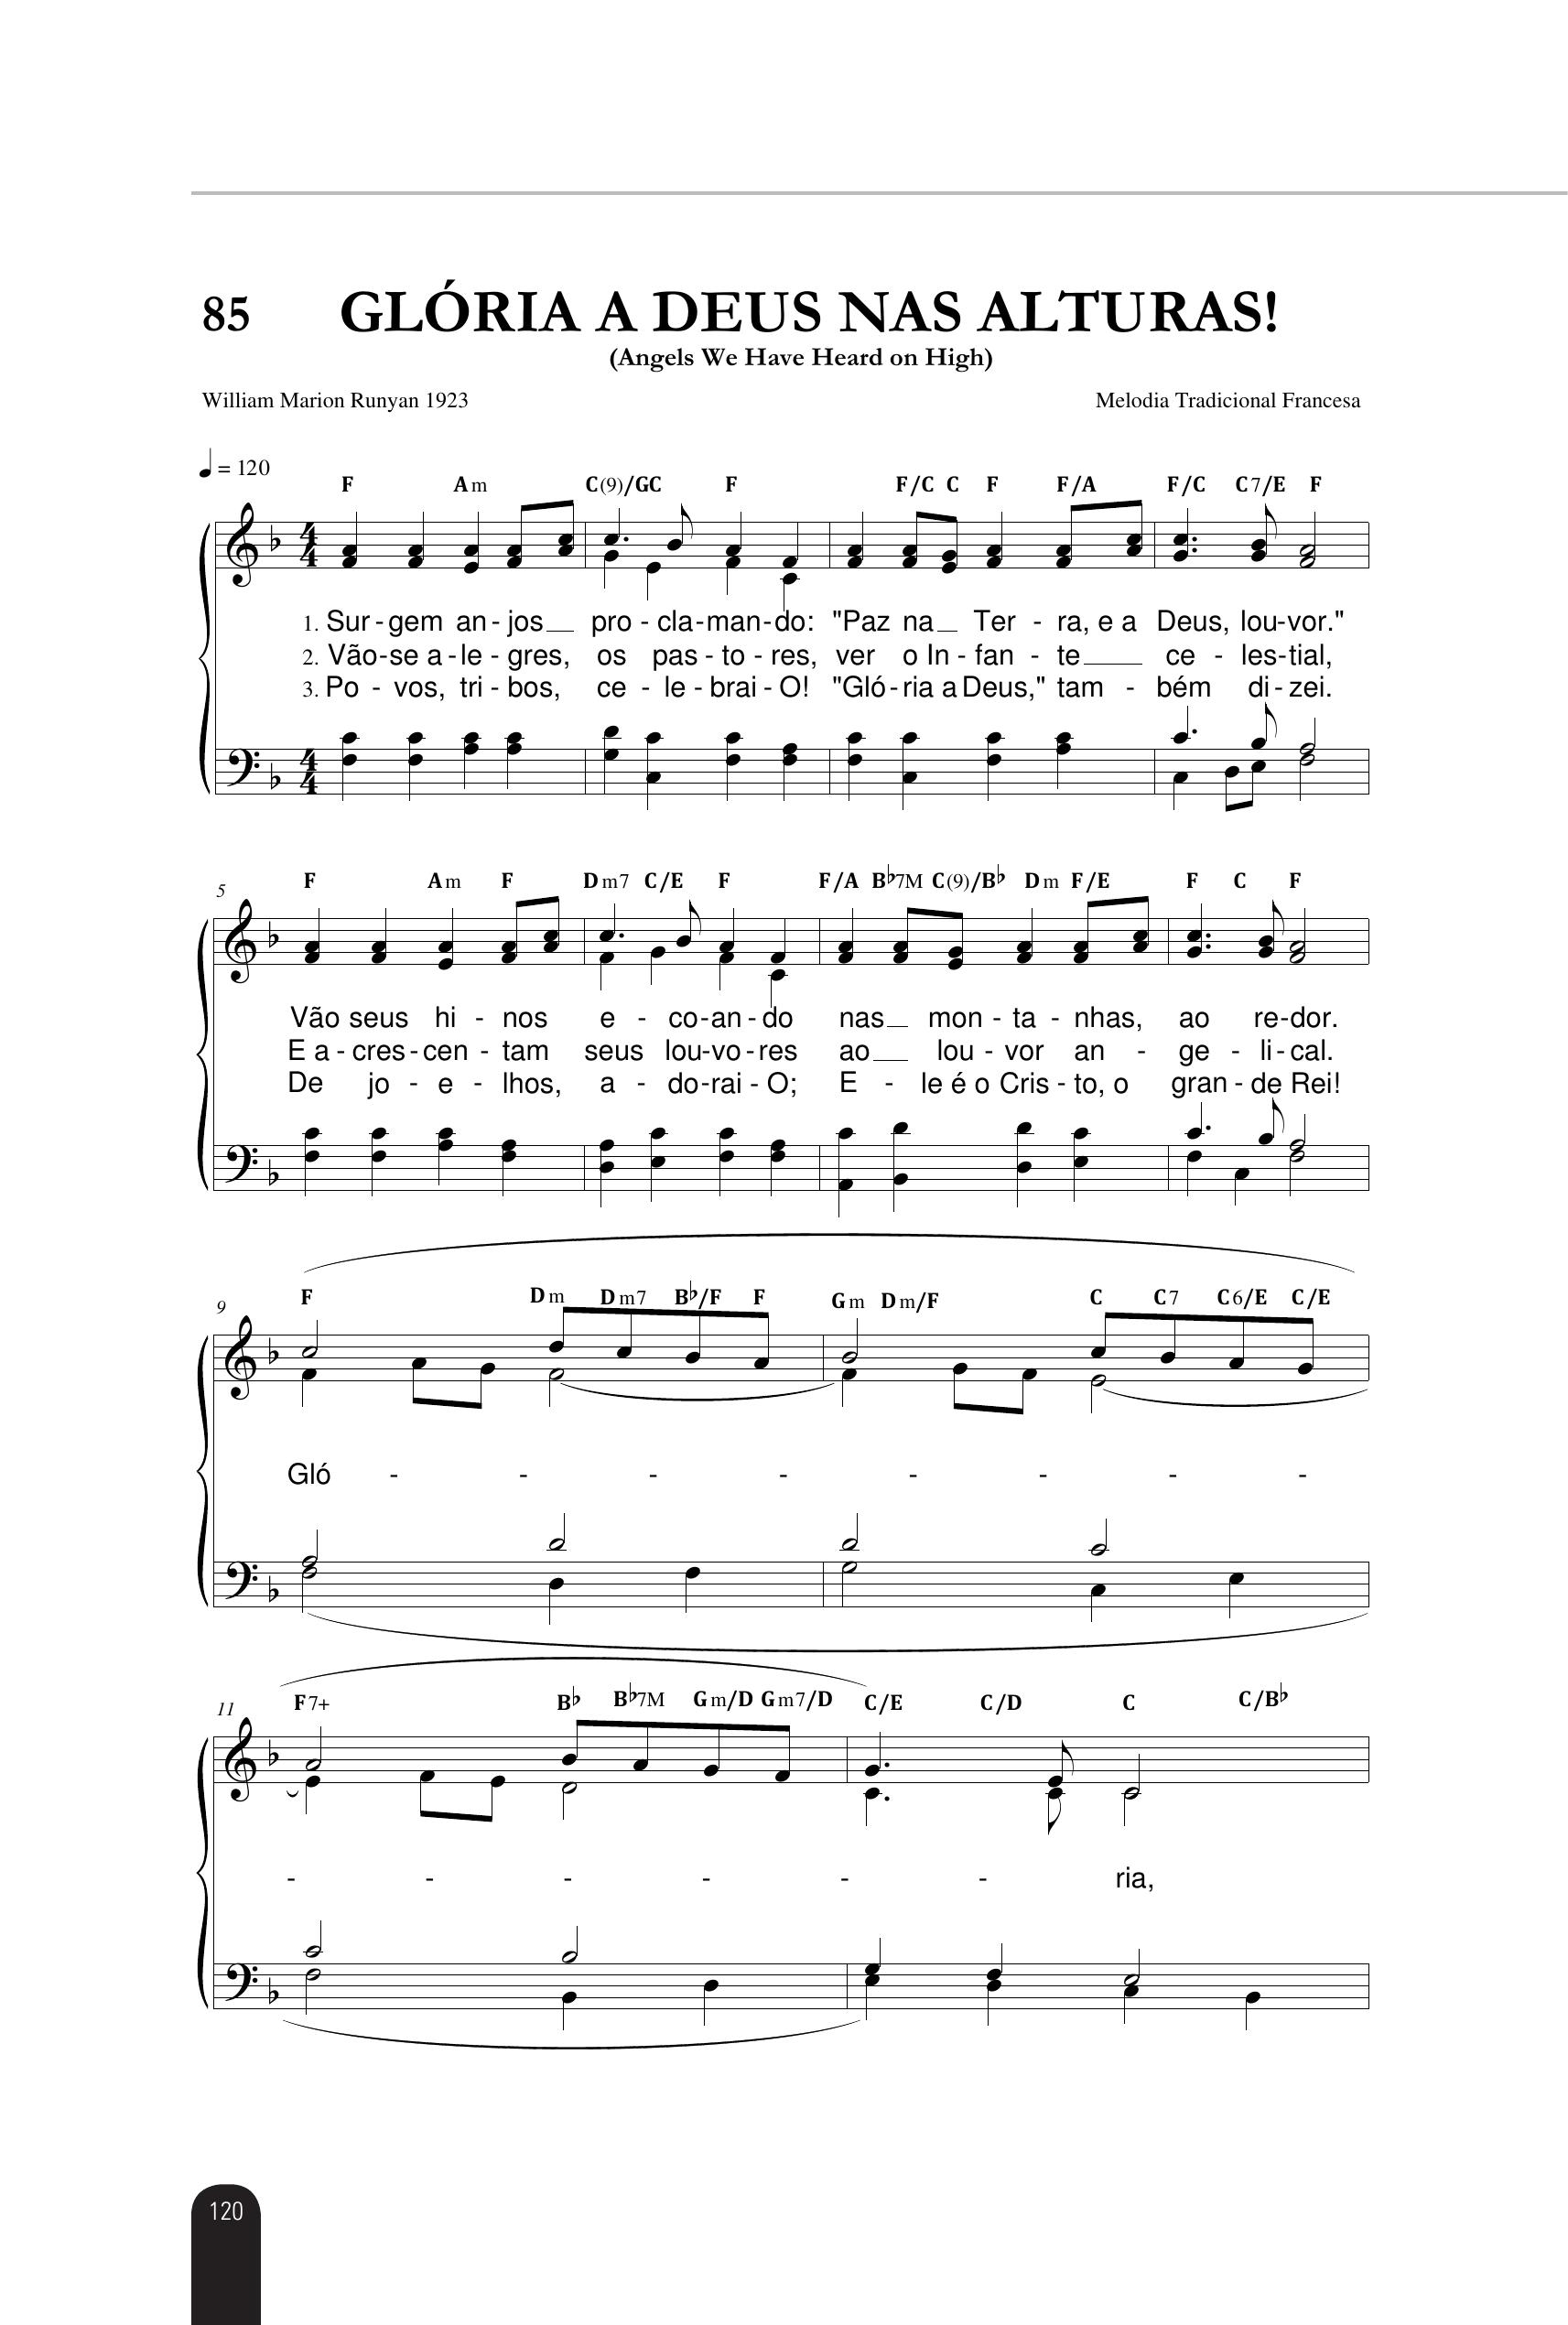 85 GLÓRIA A DEUS NAS ALTURAS!
(Angels We Have Heard on High)
William Marion Runyan 1923 Melodia Tradicional Francesa
♩ = 120
F Am C(9)/G C F F/C C F F/A F/C C7/E F
1. Sur - gem an - jos pro - cla - man - do: "Paz na Ter - ra, e a Deus, lou - vor."
2. Vão - se a - le - gres, os pas - to - res, ver o In - fan - te ce - les - tial,
3. Po - vos, tri - bos, ce - le - brai - O! "Gló - ria a Deus," tam - bém di - zei.
5 F Am F Dm7 C/E F F/A B♭7M C(9)/B♭ Dm F/E F C F
Vão seus hi - nos e - co - an - do nas mon - ta - nhas, ao re - dor.
E a - cres - cen - tam seus lou - vo - res ao lou - vor an - ge - li - cal.
De jo - e - lhos, a - do - rai - O; E - le é o Cris - to, o gran - de Rei!
9 F Dm Dm7 B♭/F F Gm Dm/F C C7 C6/E C/E
Gló - - - - - - - -
11 F7+ B♭ B♭7M Gm/D Gm7/D C/E C/D C C/B♭
- - - - - - ria,
120